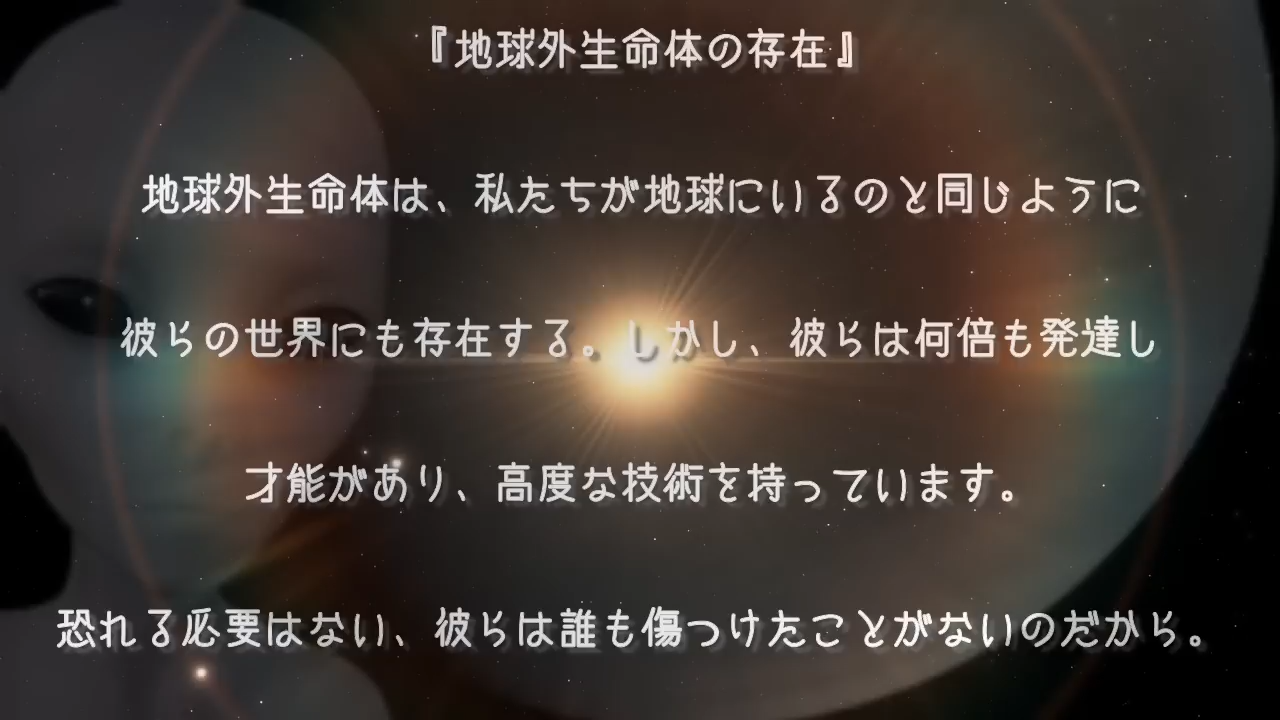 『地球外生命体の存在』
地球外生命体は、私たちが地球にいるのと同じように
彼らの世界にも存在する。しかし、彼らは何倍も発達し
才能があり、高度な技術を持っています。
恐れる必要はない、彼らは誰も傷つけたことがないのだから。